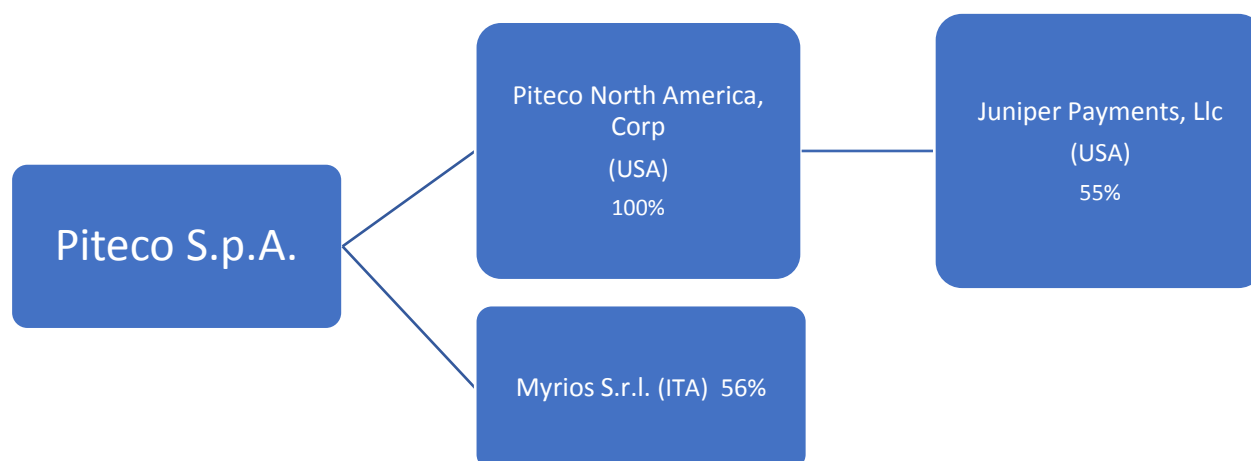 Piteco S.p.A.
Piteco North America,
Corp
(USA)
100%
Juniper Payments, Llc
(USA)
55%
Myrios S.r.l. (ITA) 56%